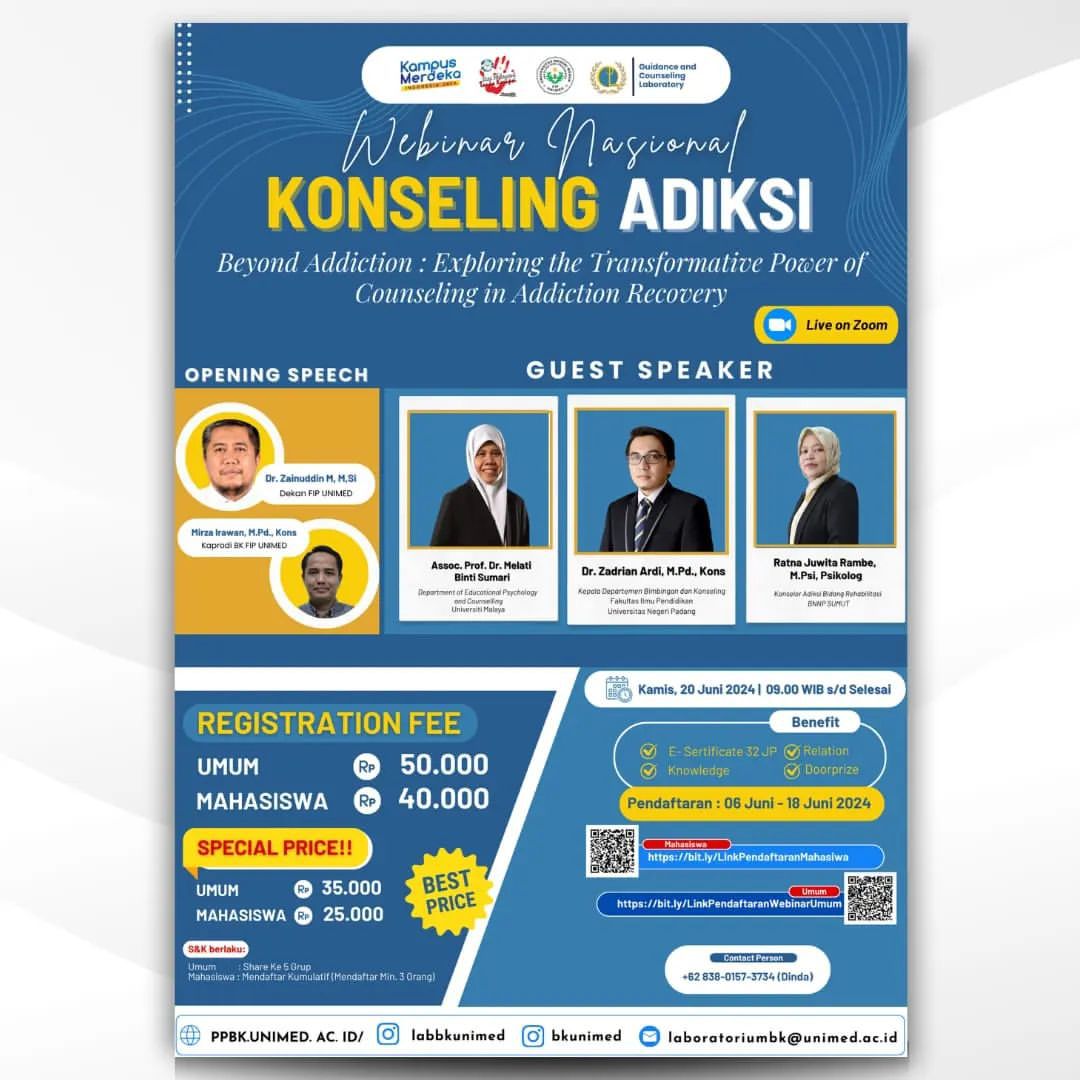 Kampus
Merdeka
INDONESIA JAYA
Guidance and
Counseling
Laboratory
Webinar Nasional
KONSELING ADIKSI
Beyond Addiction : Exploring the Transformative Power of
Counseling in Addiction Recovery
Live on Zoom
OPENING SPEECH
Dr. Zainuddin M, M,Si
Dekan FIP UNIMED
Mirza Irawan, M.Pd., Kons
Kaprodi BK FIP UNIMED
GUEST SPEAKER
Assoc. Prof. Dr. Melati
Binti Sumari
Department of Educational Psychology
and Counselling
Universiti Malaya
Dr. Zadrian Ardi, M.Pd., Kons
Kepala Departemen Bimbingan dan Konseling
Fakultas Ilmu Pendidikan
Universitas Negeri Padang
Ratna Juwita Rambe,
M.Psi, Psikolog
Konselor Adiksi Bidang Rehabilitasi
BNNP SUMUT
REGISTRATION FEE
UMUM Rp 50.000
MAHASISWA Rp 40.000
SPECIAL PRICE!!
UMUM Rp 35.000
MAHASISWA Rp 25.000
BEST
PRICE
S&K berlaku:
Umum : Share Ke 5 Grup
Mahasiswa : Mendaftar Kumulatif (Mendaftar Min. 3 Orang)
Kamis, 20 Juni 2024 | 09.00 WIB s/d Selesai
Benefit
E- Sertificate 32 JP Relation
Knowledge Doorprize
Pendaftaran : 06 Juni - 18 Juni 2024
Mahasiswa
https://bit.ly/LinkPendaftaranMahasiwa
Umum
https://bit.ly/LinkPendaftaranWebinarUmum
Contact Person
+62 838-0157-3734 (Dinda)
PPBK.UNIMED. AC. ID/ labbkunimed bkunimed laboratoriumbk@unimed.ac.id